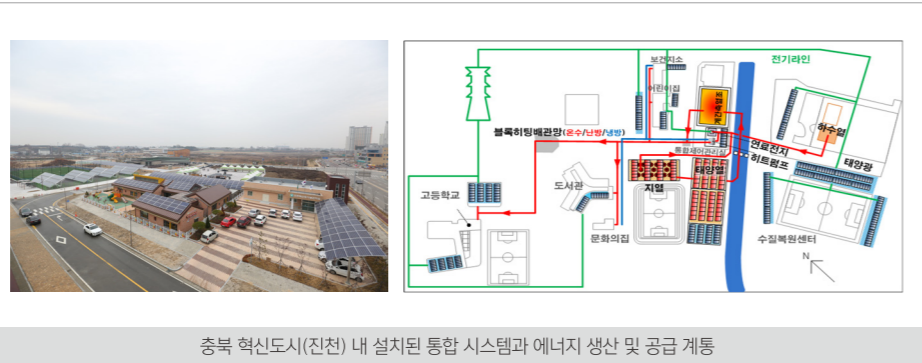 전기라인
보건지소
어린이집
계간축열조
하수열
블록히팅배관망(온수/난방/냉방)
통합제어관리실
연료전지
히트펌프
태양광
태양열
지열
고등학교
도서관
문화의집
수질복원센터
N
충북 혁신도시(진천) 내 설치된 통합 시스템과 에너지 생산 및 공급 계통